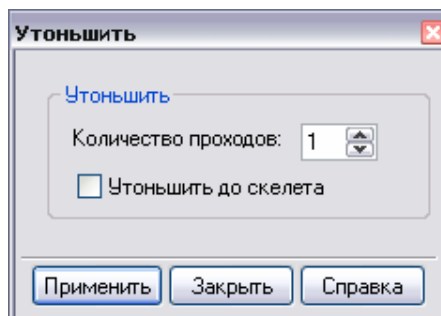 Утоньшить
Утоньшить
Количество проходов: 1
Утоньшить до скелета
Применить Закрыть Справка